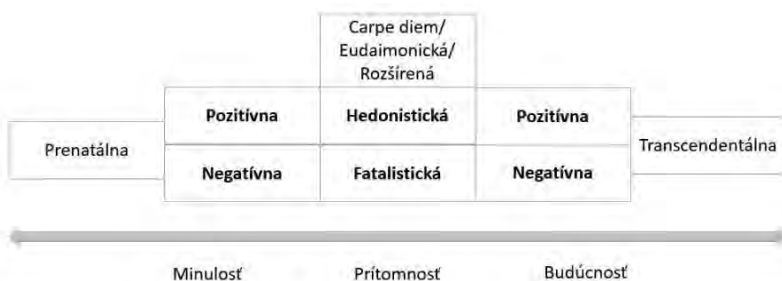 Carpe diem/
Eudaimonická/
Rozšírená
Pozitívna Hedonistická Pozitívna
Prenatálna Transcendentálna
Negatívna Fatalistická Negatívna
Minulosť Prítomnosť Budúcnosť